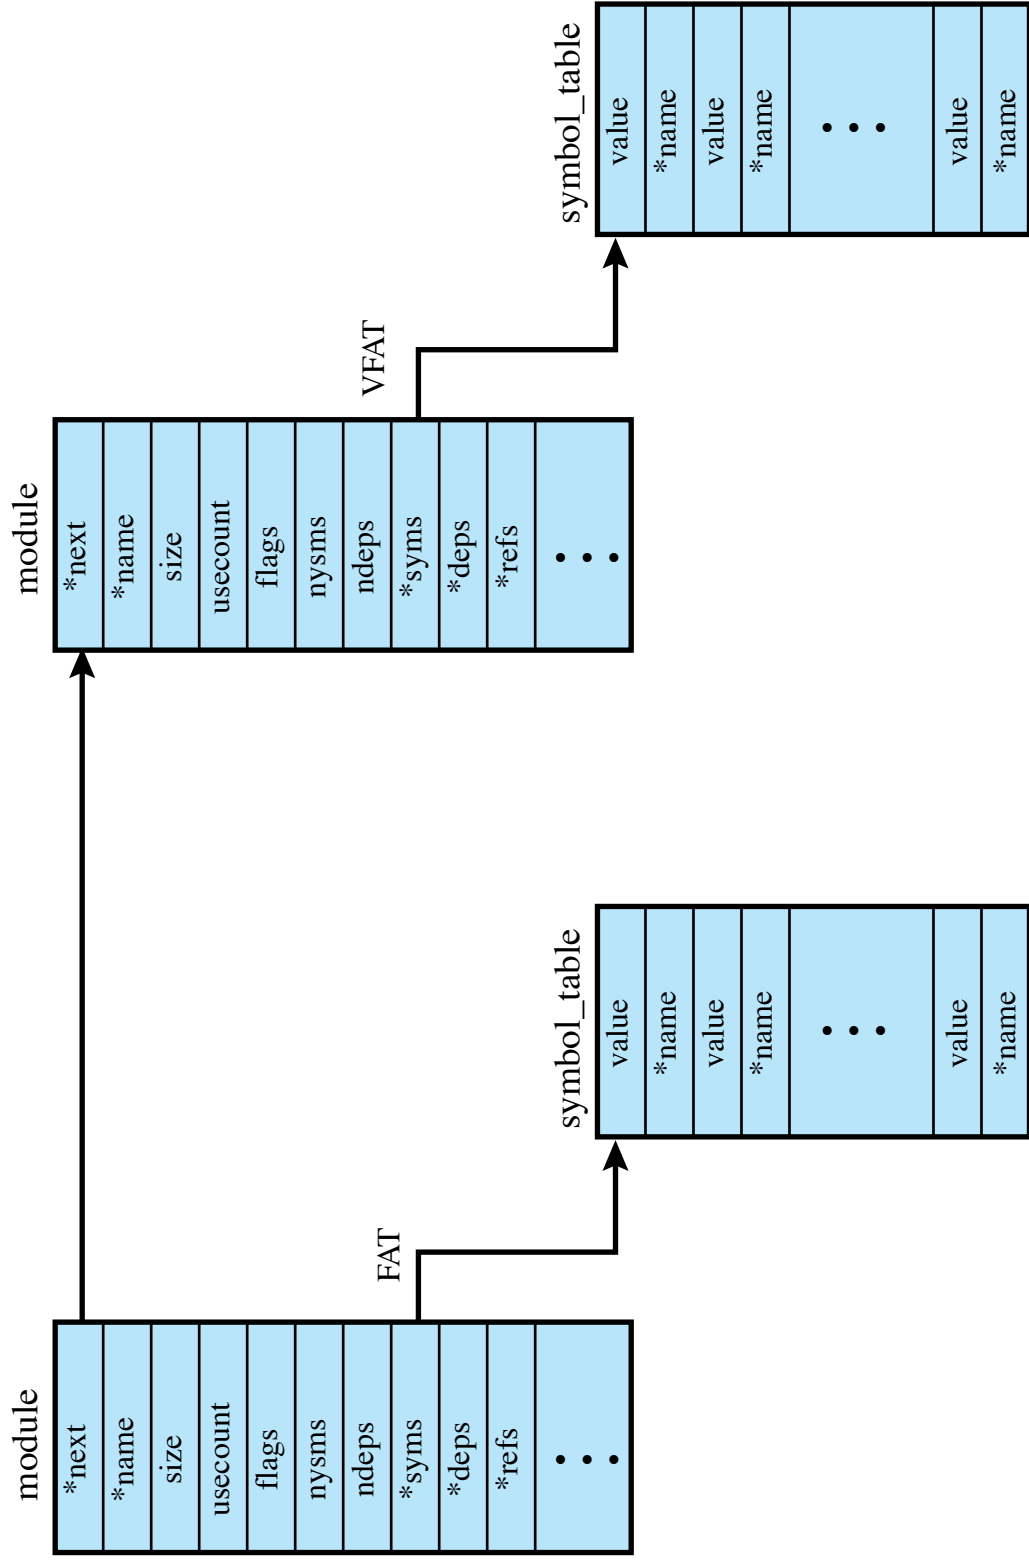 module
*next
*name
size
usecount
flags
nysms
ndeps
*syms
*deps
*refs
FAT
symbol_table
value
*name
value
*name
value
*name
module
*next
*name
size
usecount
flags
nysms
ndeps
*syms
*deps
*refs
VFAT
symbol_table
value
*name
value
*name
value
*name